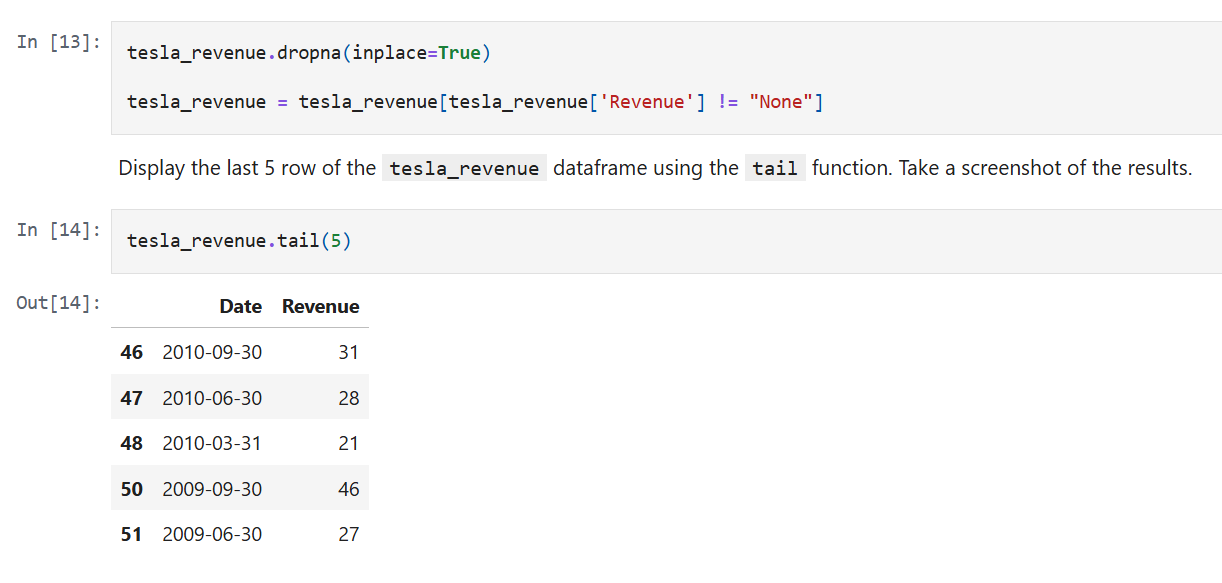 In [13]:
tesla_revenue.dropna(inplace=True)
tesla_revenue = tesla_revenue[tesla_revenue['Revenue'] != "None"]
Display the last 5 row of the tesla_revenue dataframe using the tail function. Take a screenshot of the results.
In [14]:
tesla_revenue.tail(5)
Out[14]:
Date Revenue
46 2010-09-30 31
47 2010-06-30 28
48 2010-03-31 21
50 2009-09-30 46
51 2009-06-30 27